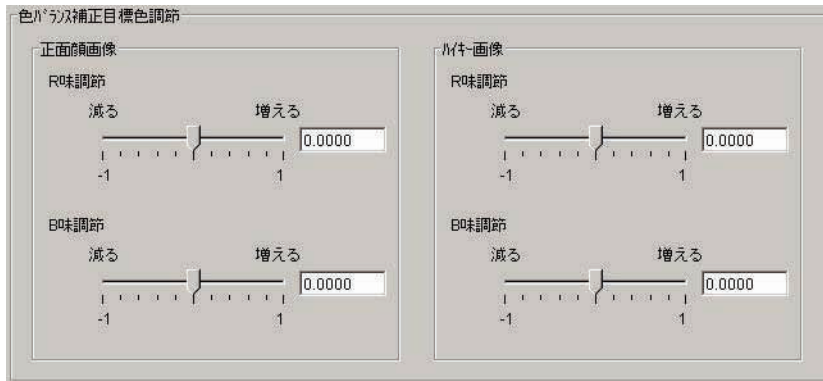 色ﾊﾞﾗﾝｽ補正目標色調節
正面顔画像
R味調節
減る 増える
0.0000
-1 1
B味調節
減る 増える
0.0000
-1 1
ﾊｲｷｰ画像
R味調節
減る 増える
0.0000
-1 1
B味調節
減る 増える
0.0000
-1 1